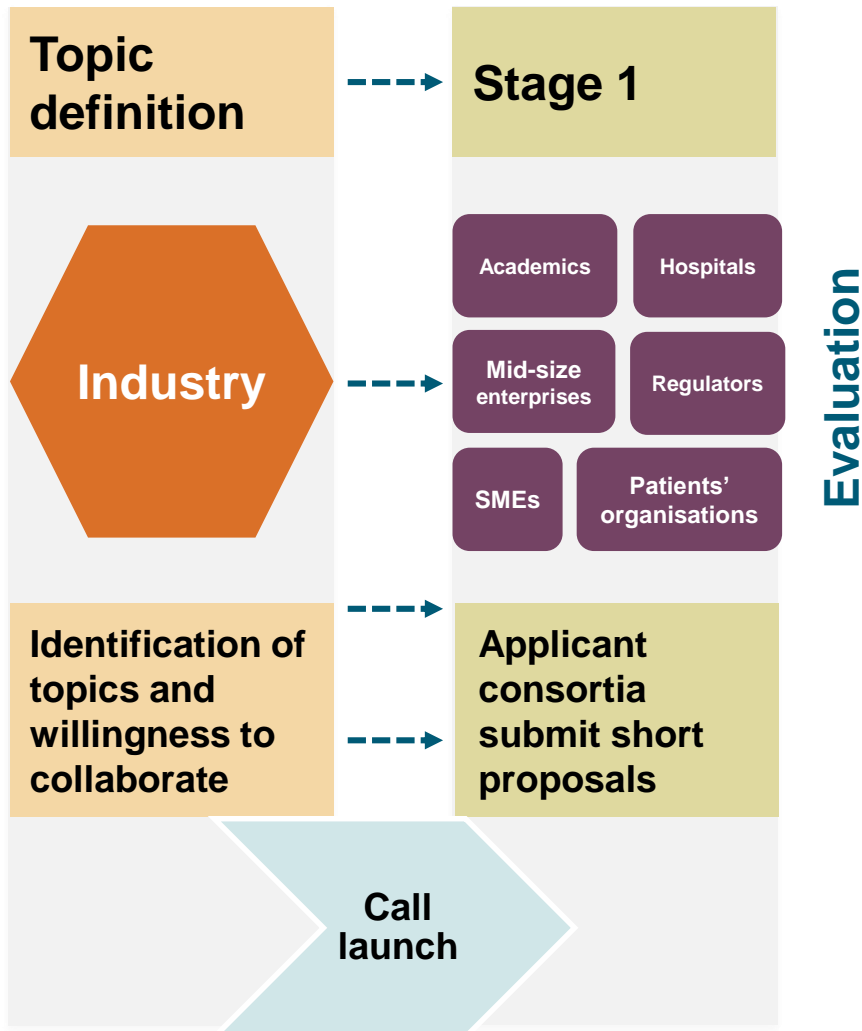 Topic
definition
Stage 1
Industry
Academics
Hospitals
Mid-size
enterprises
Regulators
SMEs
Patients’
organisations
Evaluation
Identification of
topics and
willingness to
collaborate
Applicant
consortia
submit short
proposals
Call
launch